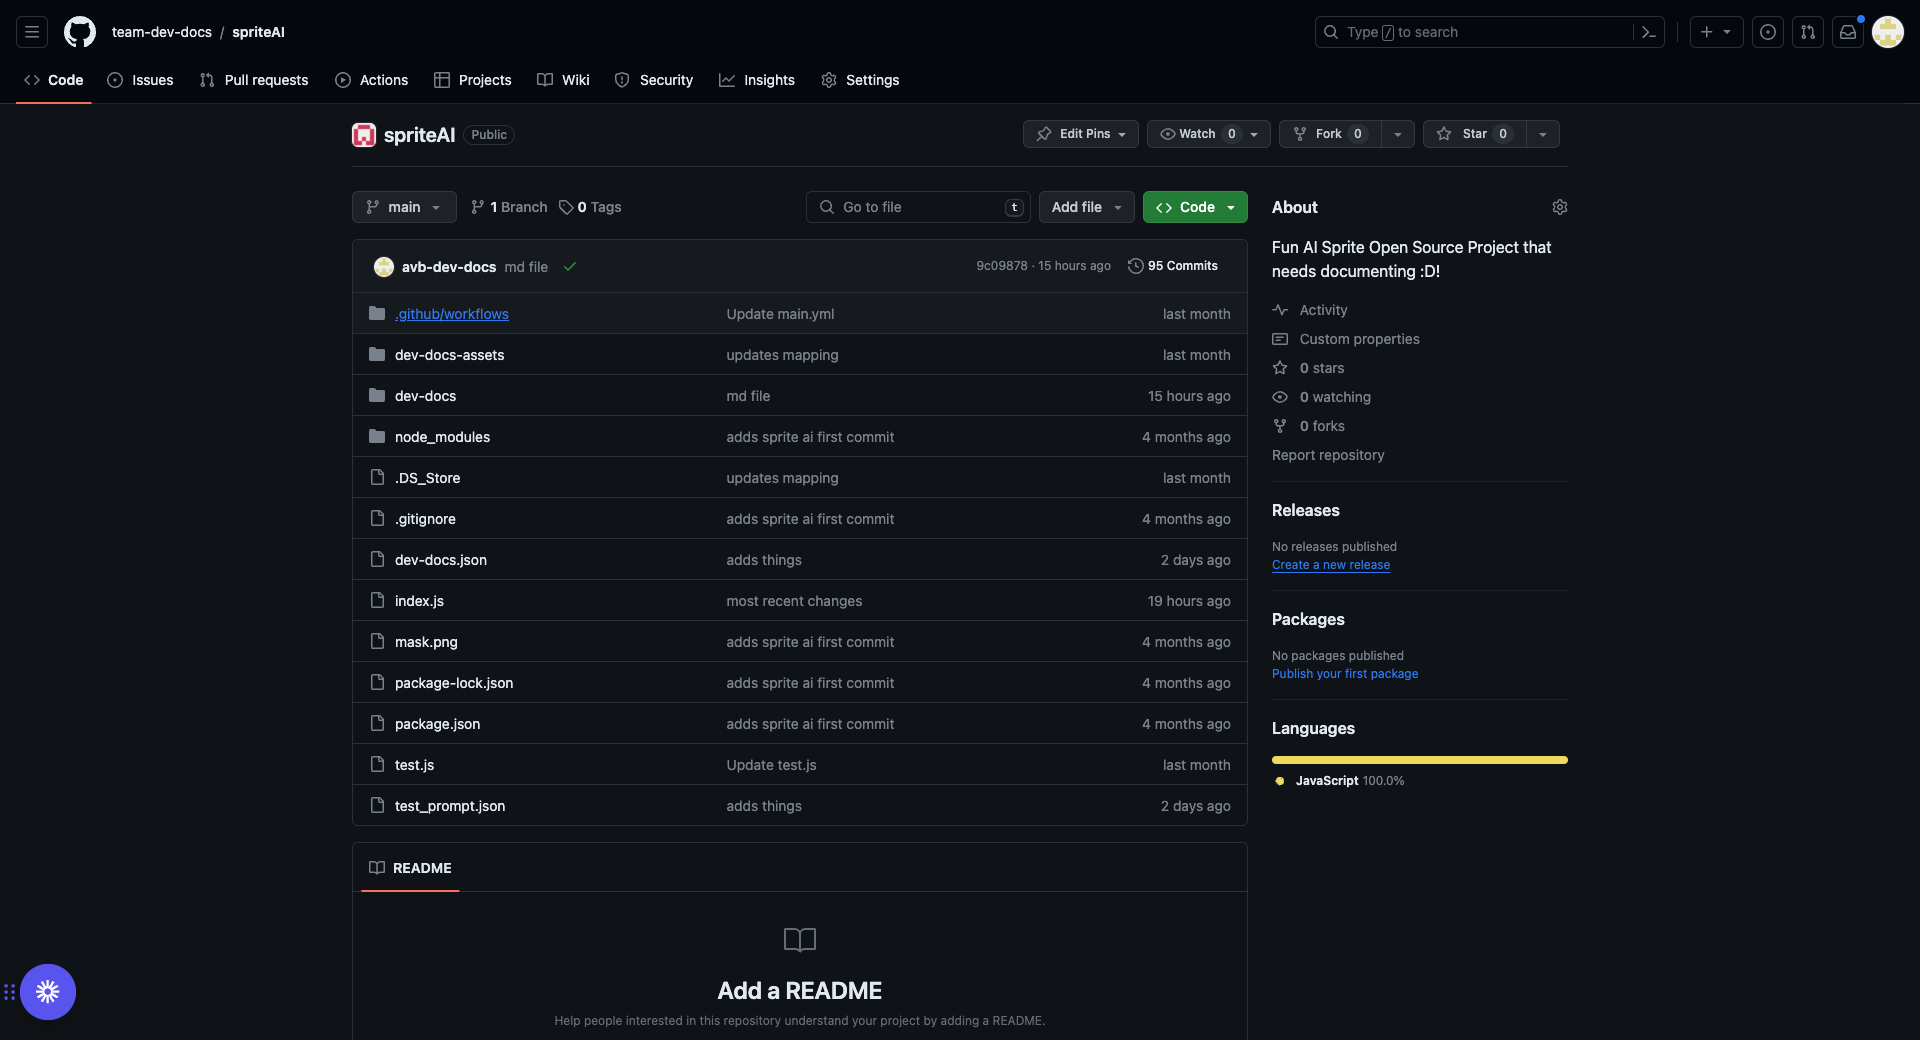 team-dev-docs / spriteAI
Type / to search
Code Issues Pull requests Actions Projects Wiki Security Insights Settings
spriteAI Public
Edit Pins Watch 0 Fork 0 Star 0
main 1 Branch 0 Tags
Go to file t Add file Code
avb-dev-docs md file 9c09878 · 15 hours ago 95 Commits
.github/workflows Update main.yml last month
dev-docs-assets updates mapping last month
dev-docs md file 15 hours ago
node_modules adds sprite ai first commit 4 months ago
.DS_Store updates mapping last month
.gitignore adds sprite ai first commit 4 months ago
dev-docs.json adds things 2 days ago
index.js most recent changes 19 hours ago
mask.png adds sprite ai first commit 4 months ago
package-lock.json adds sprite ai first commit 4 months ago
package.json adds sprite ai first commit 4 months ago
test.js Update test.js last month
test_prompt.json adds things 2 days ago
README
Add a README
Help people interested in this repository understand your project by adding a README.
About
Fun AI Sprite Open Source Project that
needs documenting :D!
Activity
Custom properties
0 stars
0 watching
0 forks
Report repository
Releases
No releases published
Create a new release
Packages
No packages published
Publish your first package
Languages
JavaScript 100.0%